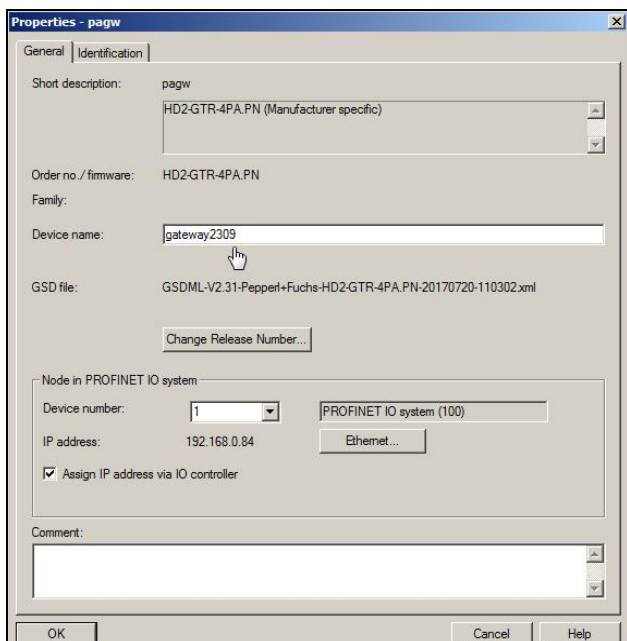 Properties - pagw
General Identification
Short description: pagw
HD2-GTR-4PA.PN (Manufacturer specific)
Order no./ firmware: HD2-GTR-4PA.PN
Family:
Device name: gateway2309
GSD file: GSDML-V2.31-Pepperl+Fuchs-HD2-GTR-4PA.PN-20170720-110302.xml
Change Release Number...
Node in PROFINET IO system
Device number: 1 PROFINET IO system (100)
IP address: 192.168.0.84 Ethernet...
Assign IP address via IO controller
Comment:
OK Cancel Help